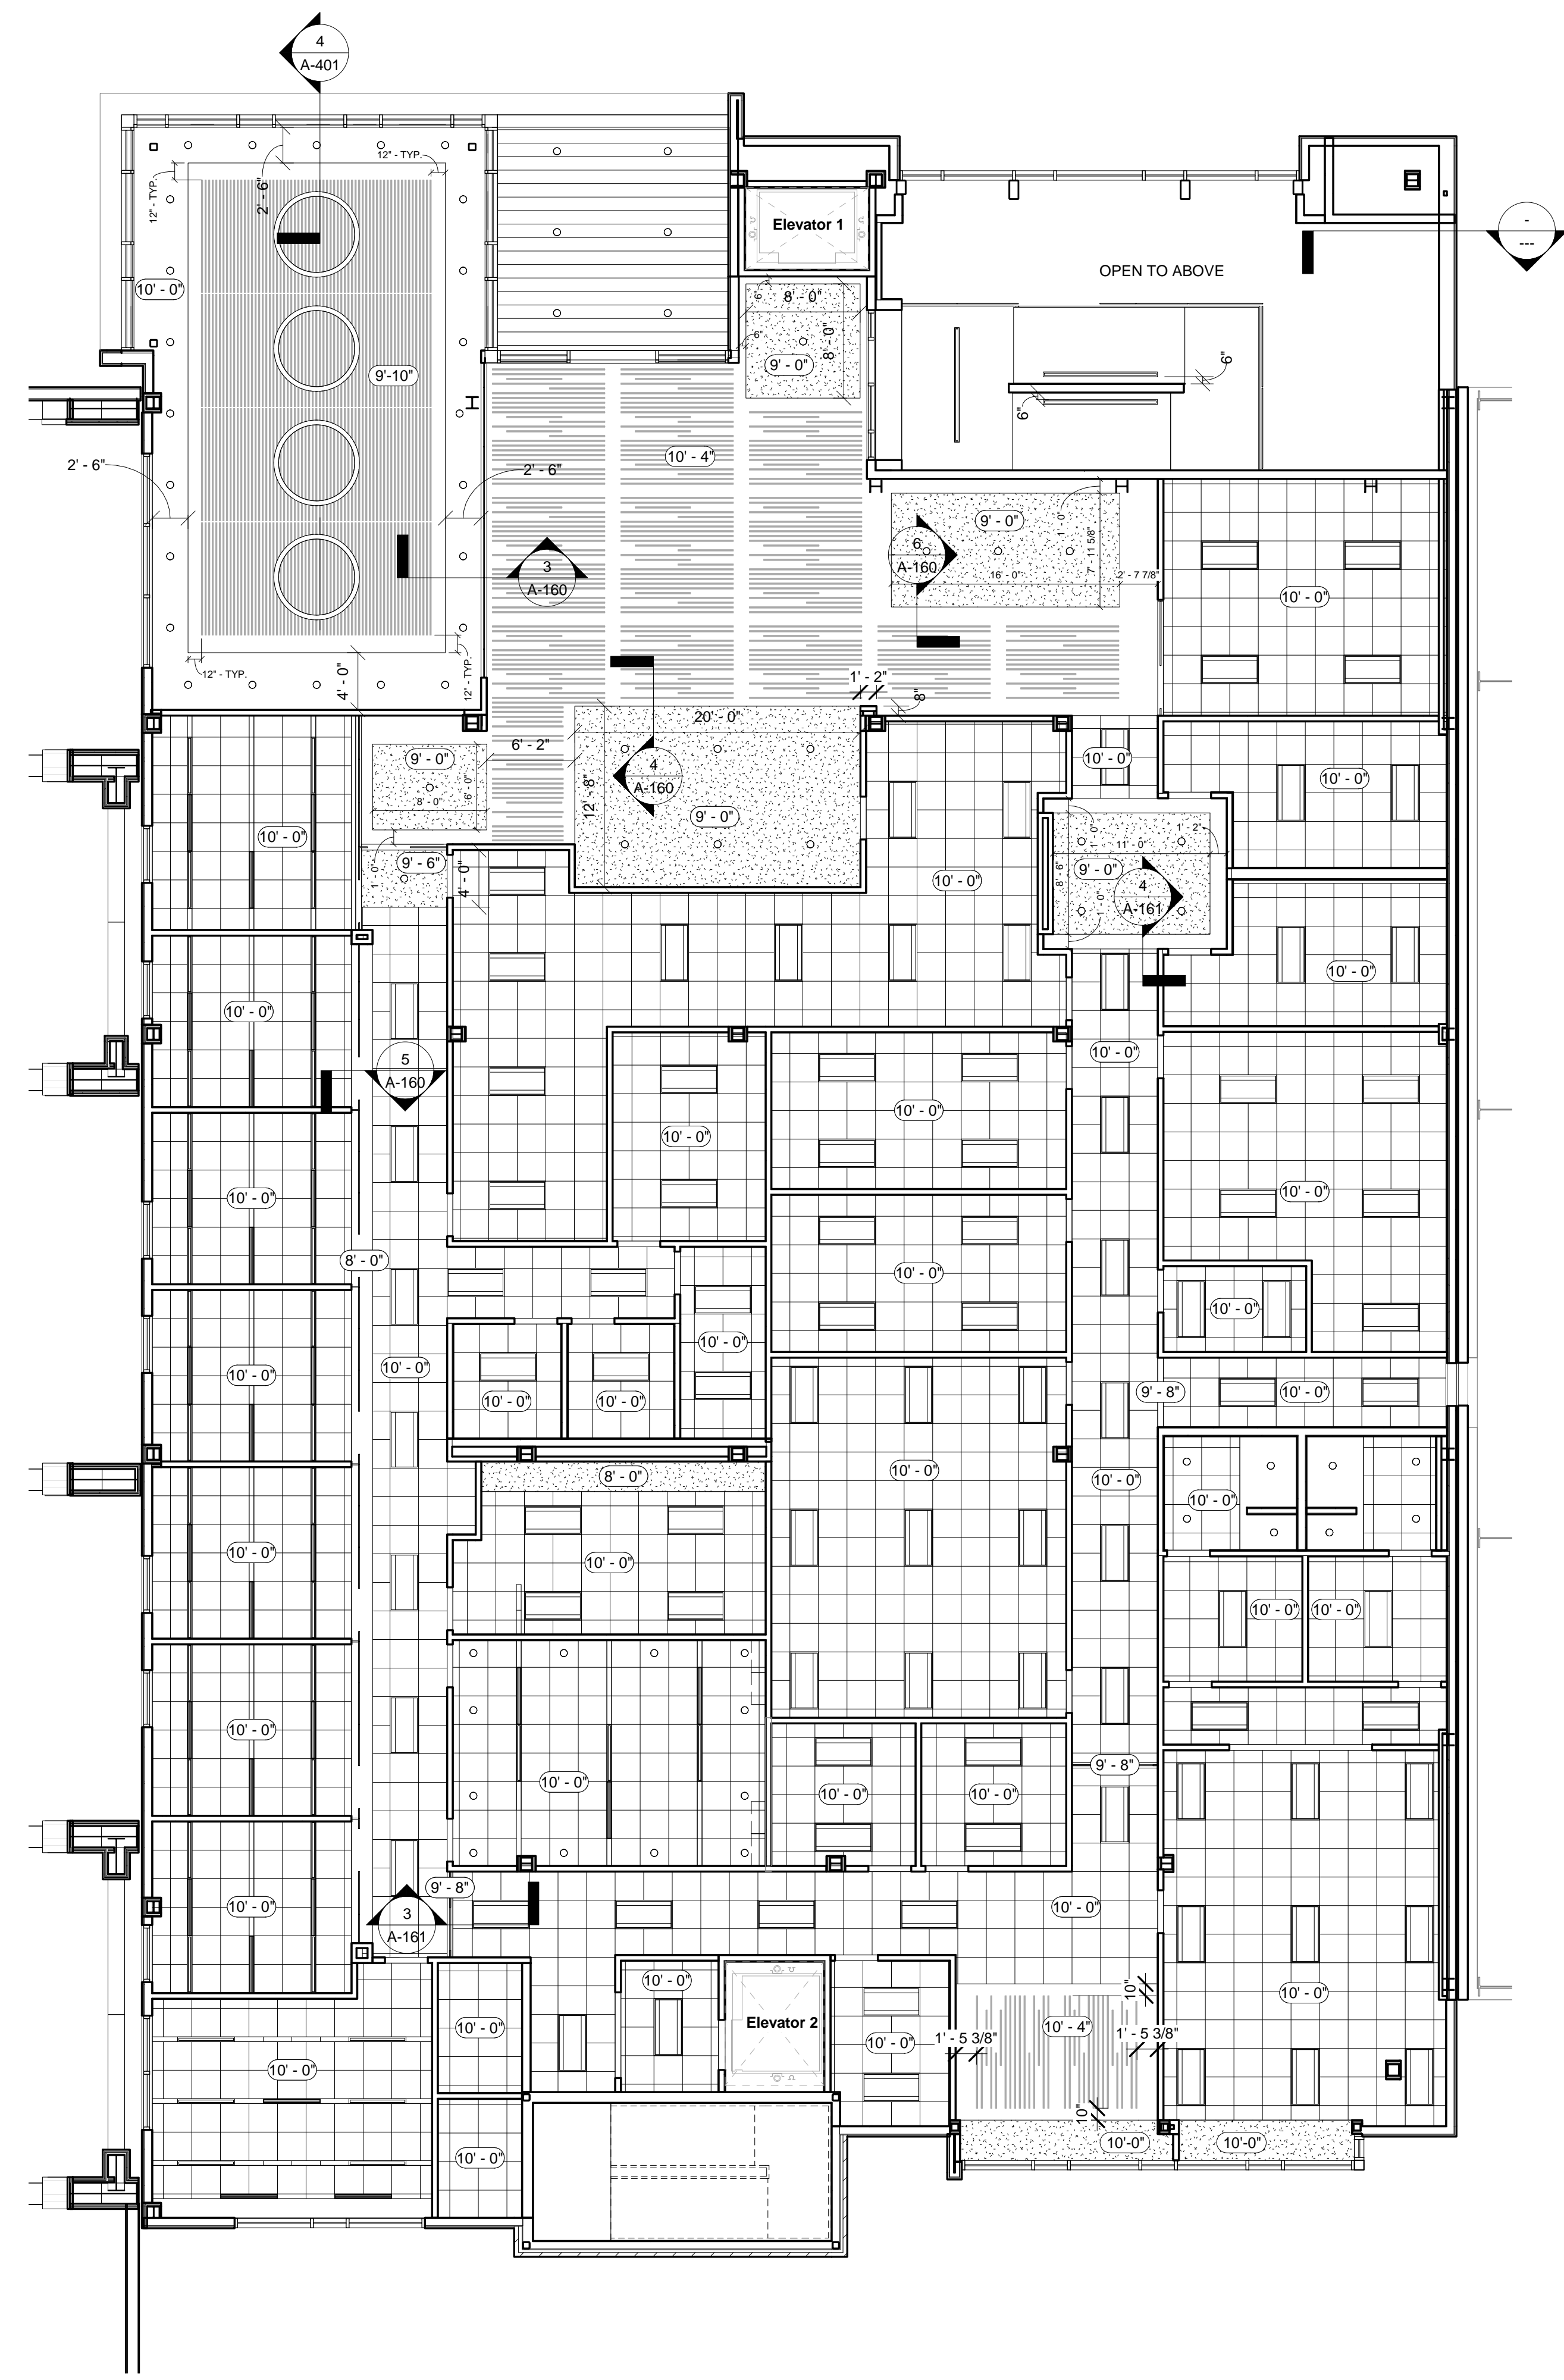 4
A-401
12" - TYP.
12" - TYP.
2' - 6"
Elevator 1
-
---
OPEN TO ABOVE
10' - 0"
6"
8' - 0"
8' - 0"
6"
9' - 0"
9'-10"
6"
6"
10' - 4"
2' - 6"
2' - 6"
9' - 0"
1' - 0"
7' - 11 5/8"
6
A-160
16' - 0"
2' - 7 7/8"
3
A-160
10' - 0"
12" - TYP.
4' - 0"
12" - TYP.
1' - 2"
8"
20' - 0"
6' - 2"
9' - 0"
6' - 0"
8' - 0"
4
A-160
12' - 8"
9' - 0"
10' - 0"
10' - 0"
10' - 0"
1' - 0"
9' - 6"
4' - 0"
10' - 0"
1' - 0"
1' - 2"
11' - 0"
9' - 0"
8' - 6"
4
A-161
1' - 0"
10' - 0"
10' - 0"
10' - 0"
5
A-160
10' - 0"
10' - 0"
10' - 0"
10' - 0"
10' - 0"
8' - 0"
10' - 0"
10' - 0"
10' - 0"
10' - 0"
10' - 0"
10' - 0"
10' - 0"
9' - 8"
10' - 0"
10' - 0"
8' - 0"
10' - 0"
10' - 0"
10' - 0"
10' - 0"
10' - 0"
10' - 0"
10' - 0"
10' - 0"
10' - 0"
10' - 0"
10' - 0"
9' - 8"
10' - 0"
9' - 8"
10' - 0"
3
A-161
10' - 0"
10"
10' - 0"
10' - 0"
Elevator 2
10' - 0"
1' - 5 3/8"
10' - 4"
1' - 5 3/8"
10' - 0"
10"
10' - 0"
10'-0"
10'-0"